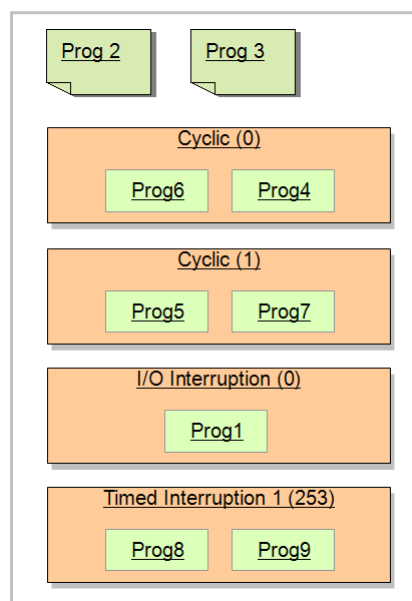 Prog 2 Prog 3
Cyclic (0)
Prog6 Prog4
Cyclic (1)
Prog5 Prog7
I/O Interruption (0)
Prog1
Timed Interruption 1 (253)
Prog8 Prog9